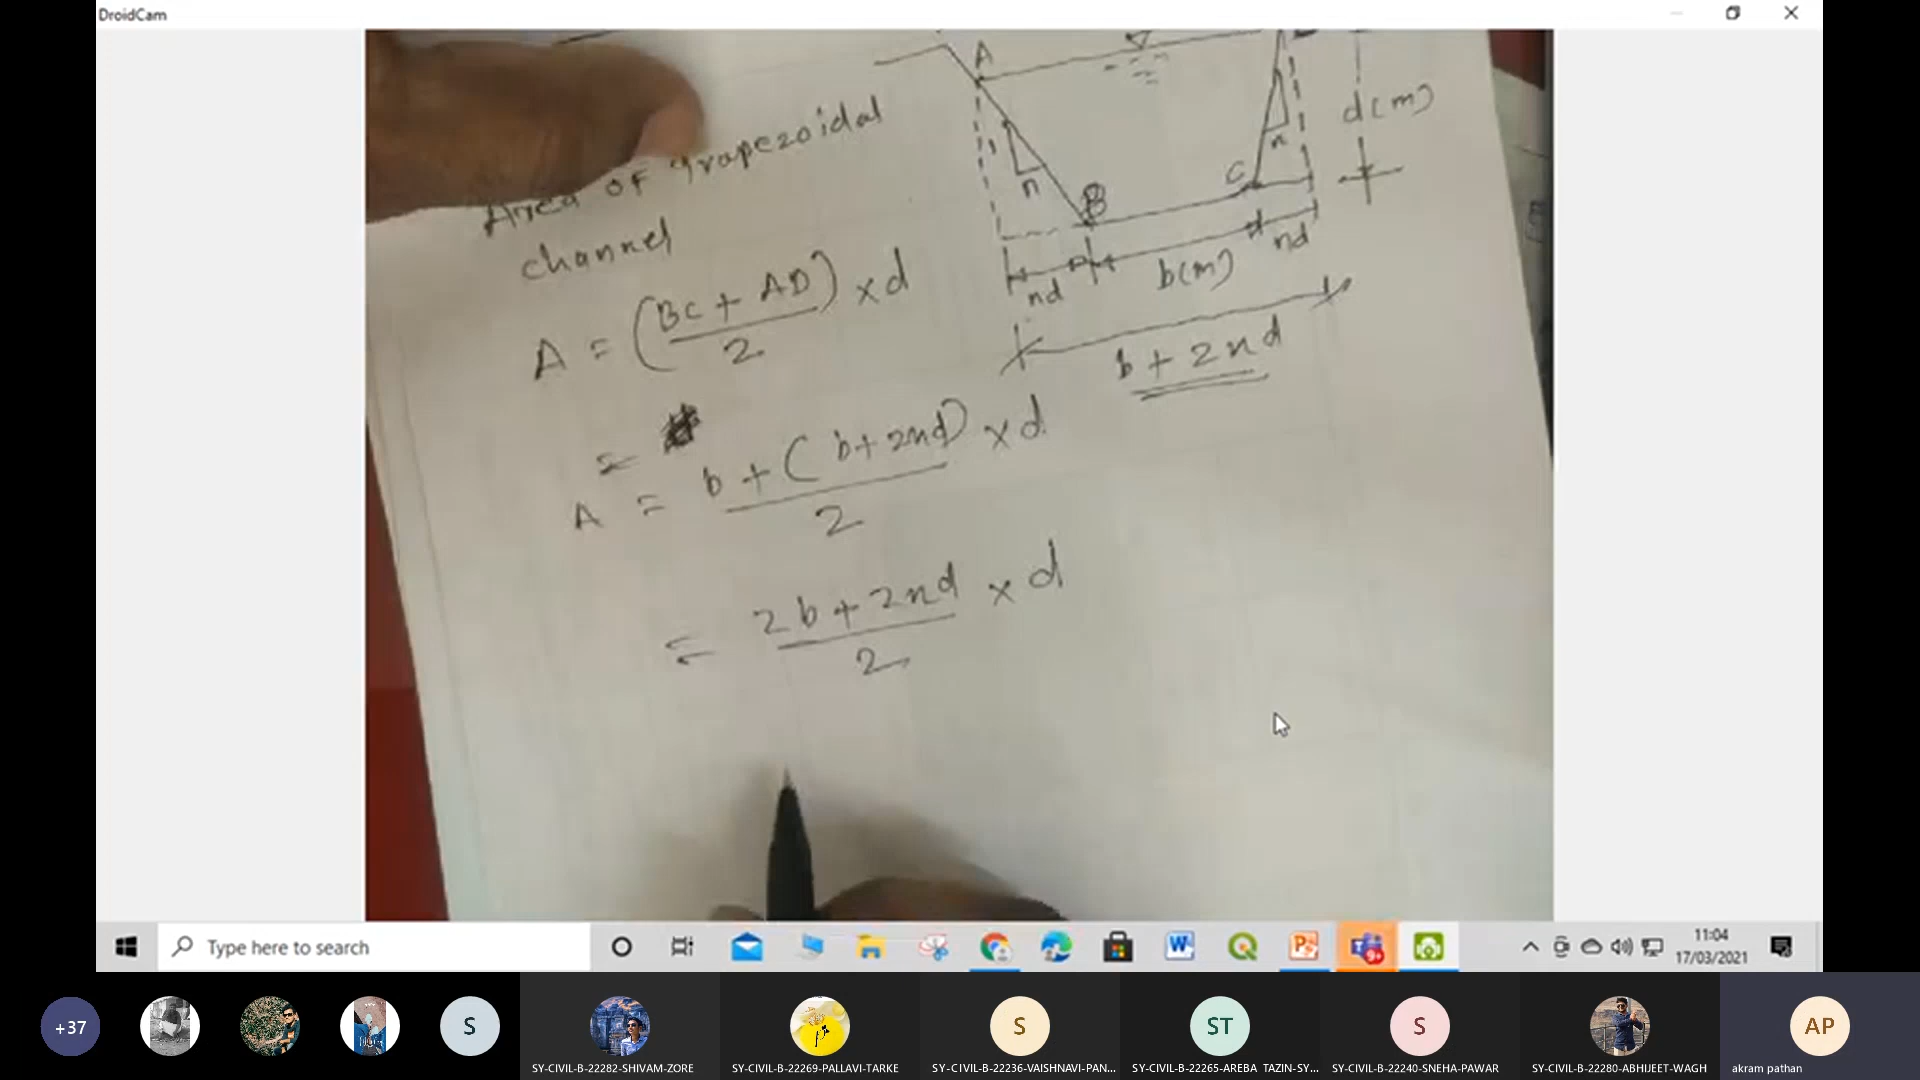 DroidCam
A
1
n
B
C
n
d(m)
nd
b(m)
nd
b + 2nd
Area of Trapezoidal
channel
A = (BC + AD / 2) x d
=
A = b + (b+2nd) / 2 x d
= 2b + 2nd / 2 x d
Type here to search
11:04
17/03/2021
+37
S
S
ST
S
AP
SY-CIVIL-B-22282-SHIVAM-ZORE
SY-CIVIL-B-22269-PALLAVI-TARKE
SY-CIVIL-B-22236-VAISHNAVI-PAN...
SY-CIVIL-B-22265-AREBA TAZIN-SY...
SY-CIVIL-B-22240-SNEHA-PAWAR
SY-CIVIL-B-22280-ABHIJEET-WAGH
akram pathan